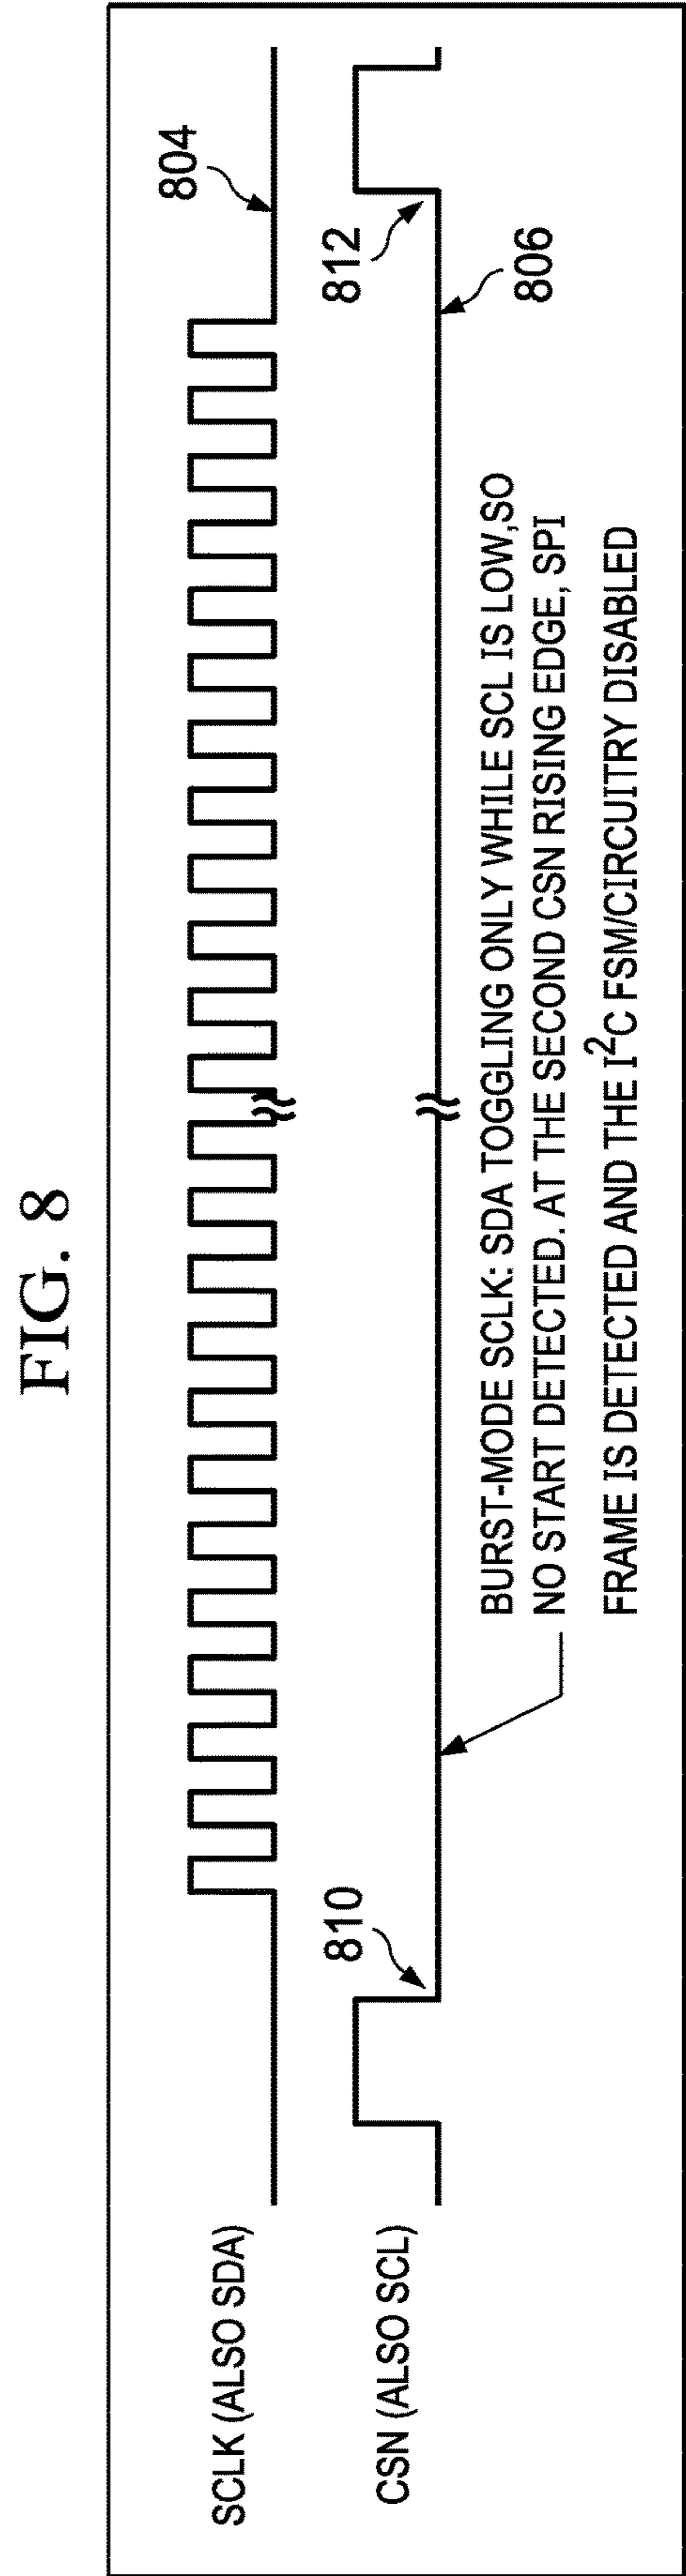 FIG. 8
SCLK (ALSO SDA)
804
CSN (ALSO SCL)
810
812
806
BURST-MODE SCLK: SDA TOGGLING ONLY WHILE SCL IS LOW,SO
NO START DETECTED. AT THE SECOND CSN RISING EDGE, SPI
FRAME IS DETECTED AND THE I²C FSM/CIRCUITRY DISABLED